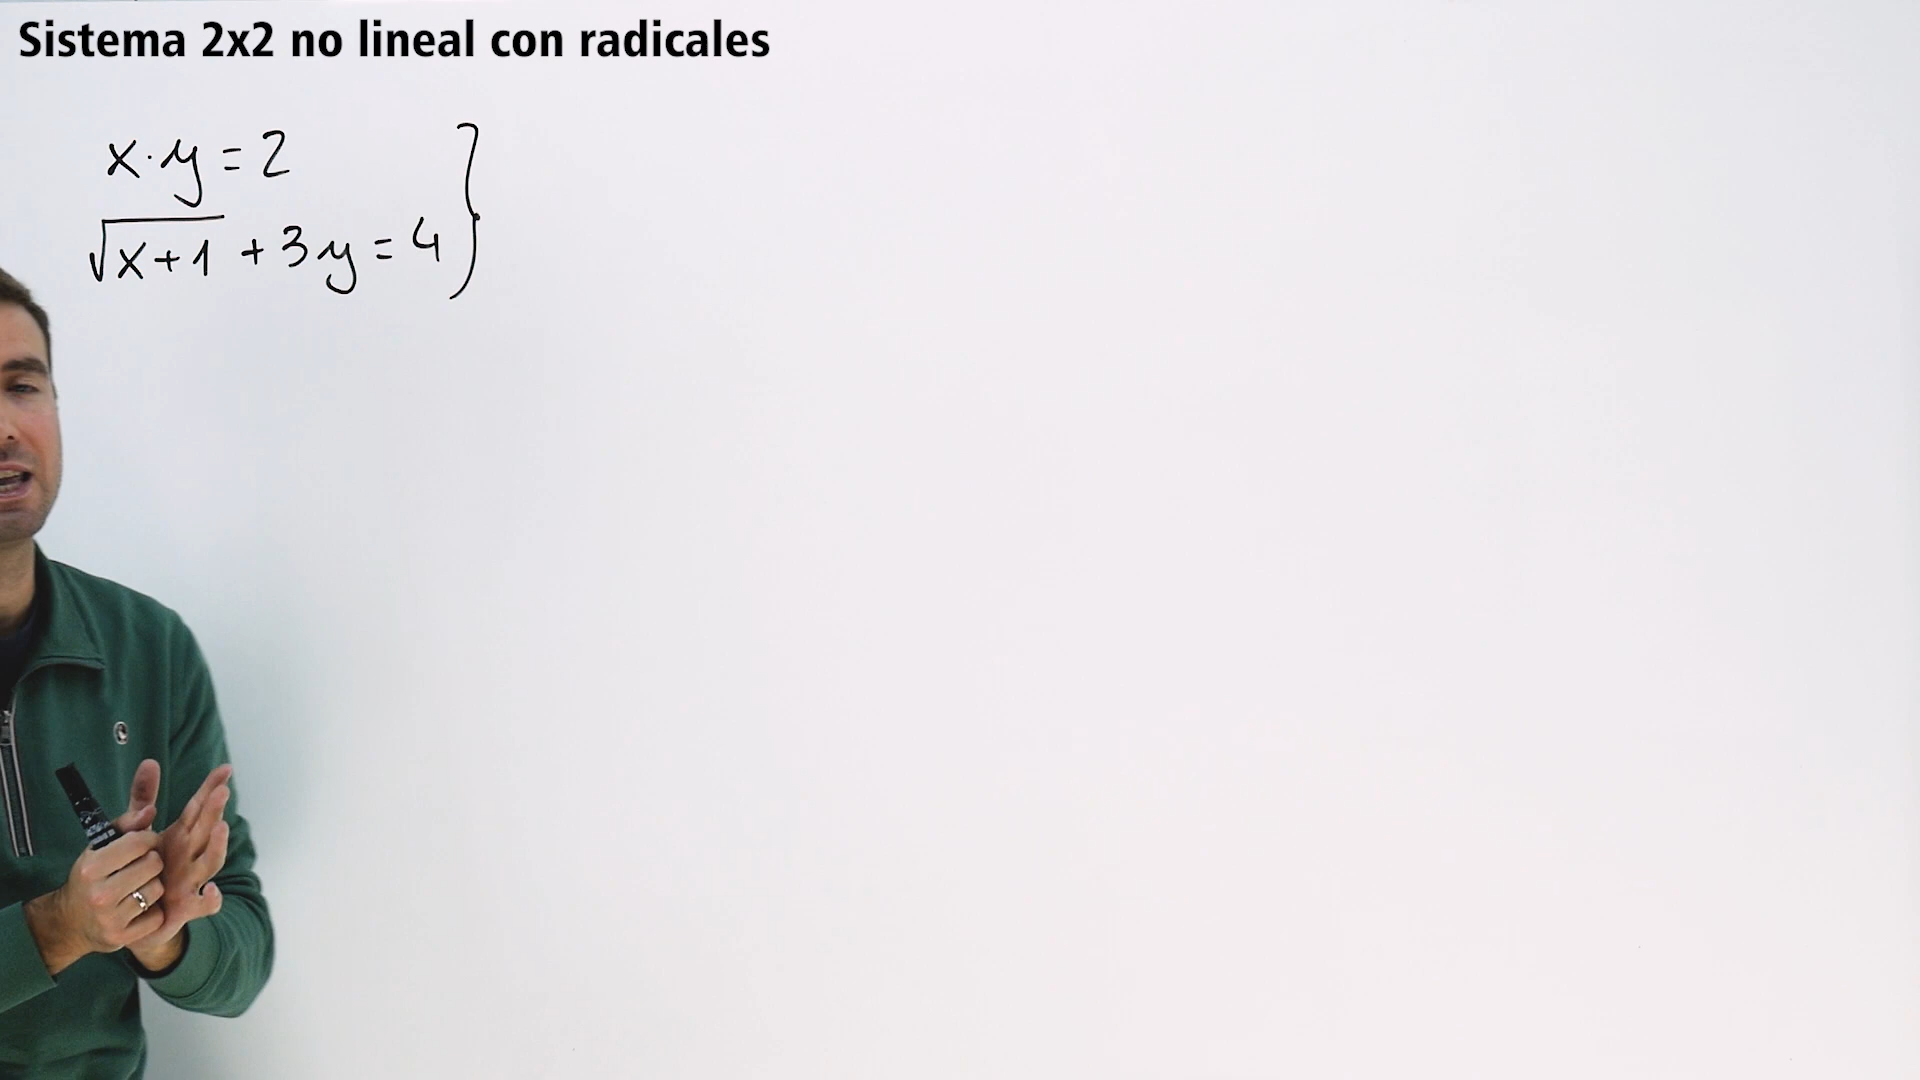 Sistema 2x2 no lineal con radicales
x·y = 2
√x+1 + 3y = 4